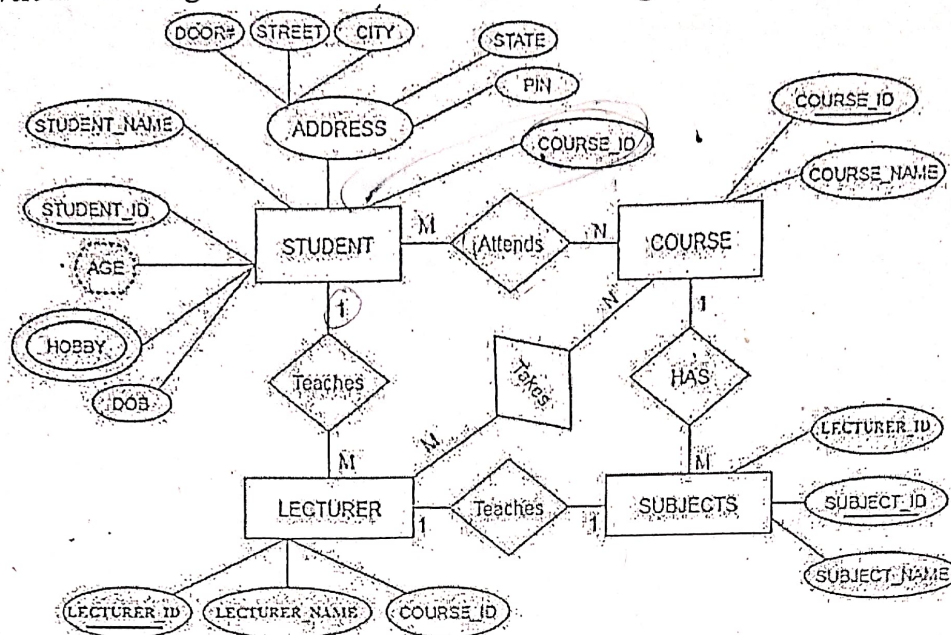 DOOR# STREET CITY
STATE
PIN
ADDRESS
STUDENT_NAME
COURSE_ID
COURSE_ID
COURSE_NAME
STUDENT_ID
STUDENT
M
Attends
N
COURSE
AGE
HOBBY
DOB
1
Teaches
M
N
Takes
M
1
HAS
M
LECTURER_ID
LECTURER
1
Teaches
1
SUBJECTS
SUBJECT_ID
SUBJECT_NAME
LECTURER_ID LECTURER_NAME COURSE_ID